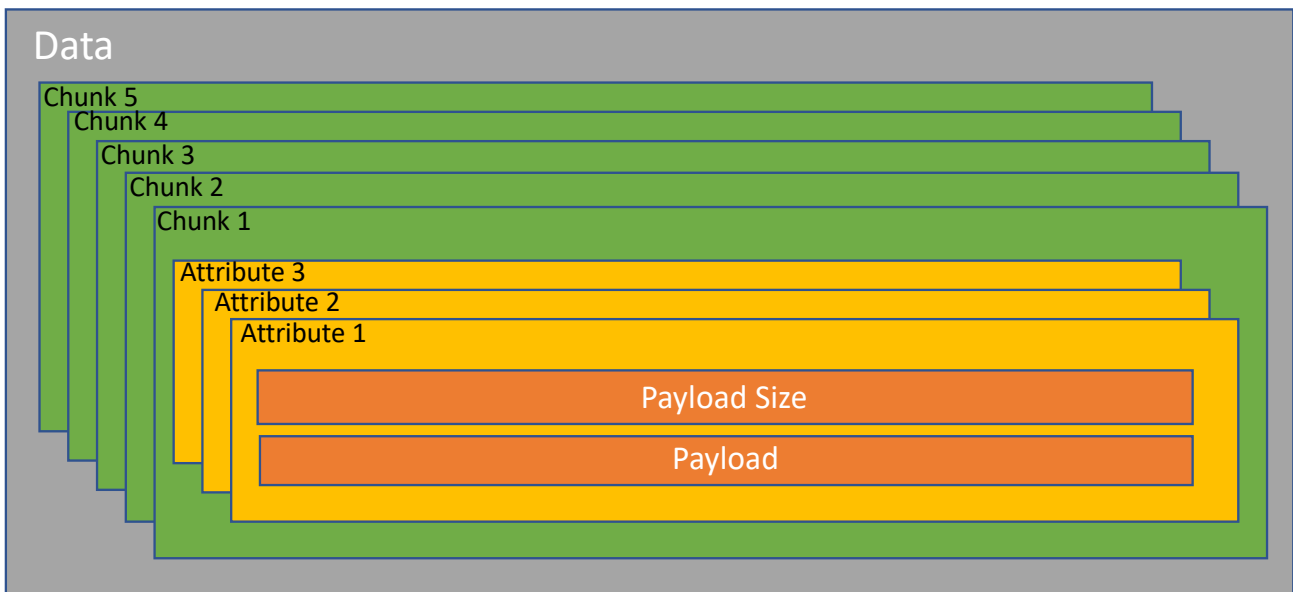 Data
Chunk 5
Chunk 4
Chunk 3
Chunk 2
Chunk 1
Attribute 3
Attribute 2
Attribute 1
Payload Size
Payload